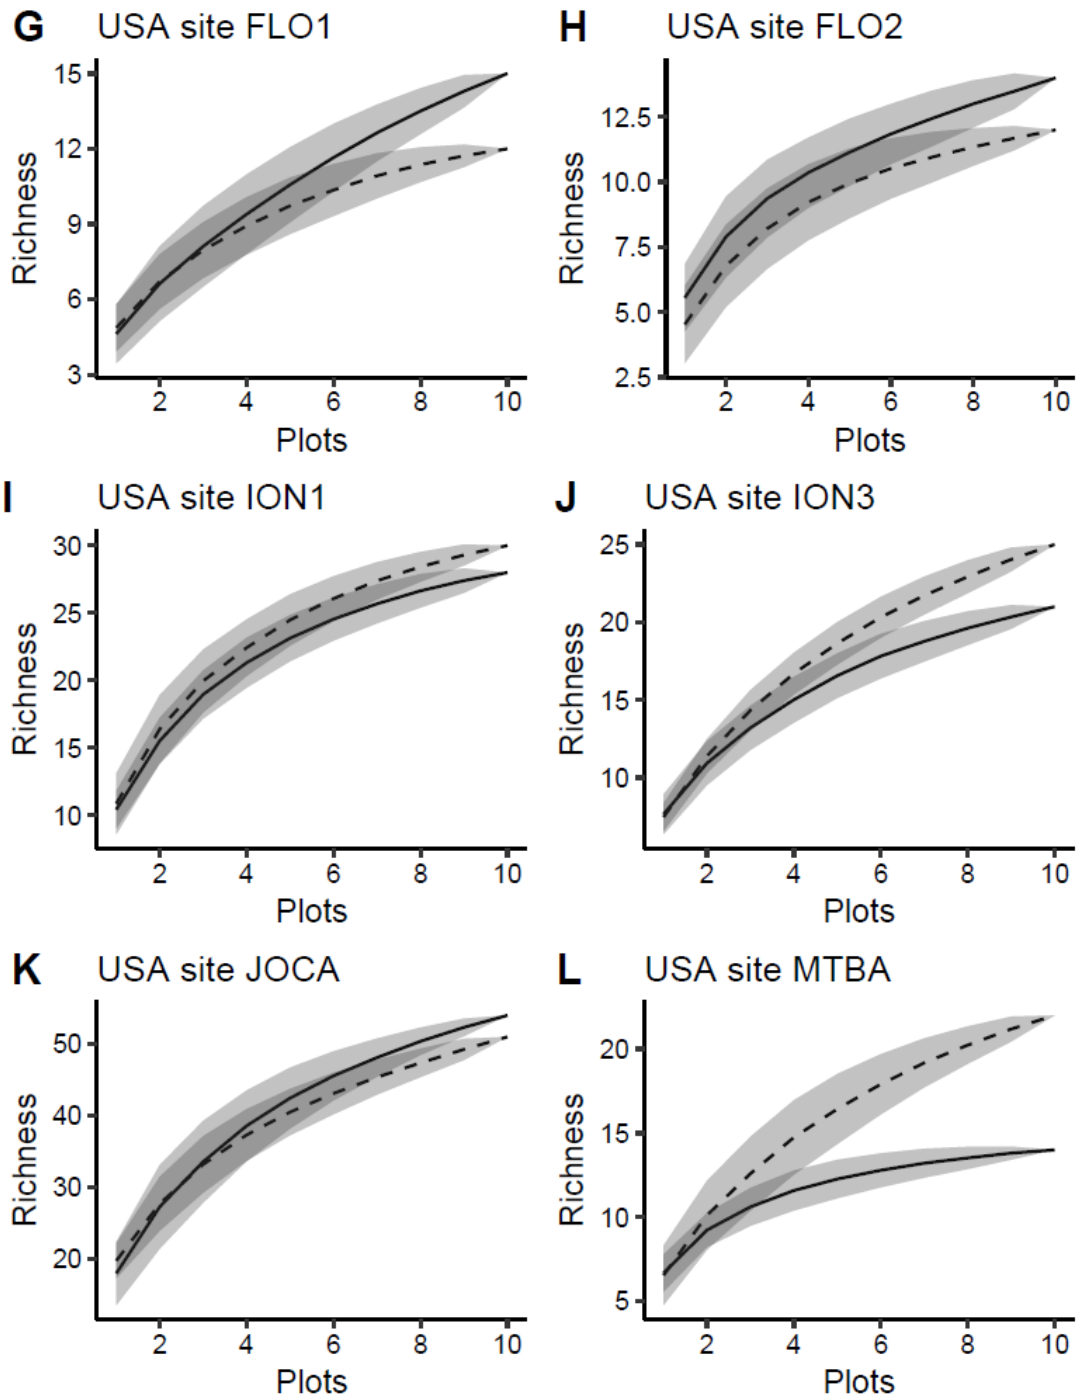 G USA site FLO1
H USA site FLO2
15
12
9
6
3
Richness
2 4 6 8 10
Plots
12.5
10.0
7.5
5.0
2.5
Richness
2 4 6 8 10
Plots
I USA site ION1
J USA site ION3
30
25
20
15
10
Richness
2 4 6 8 10
Plots
25
20
15
10
Richness
2 4 6 8 10
Plots
K USA site JOCA
L USA site MTBA
50
40
30
20
Richness
2 4 6 8 10
Plots
20
15
10
5
Richness
2 4 6 8 10
Plots